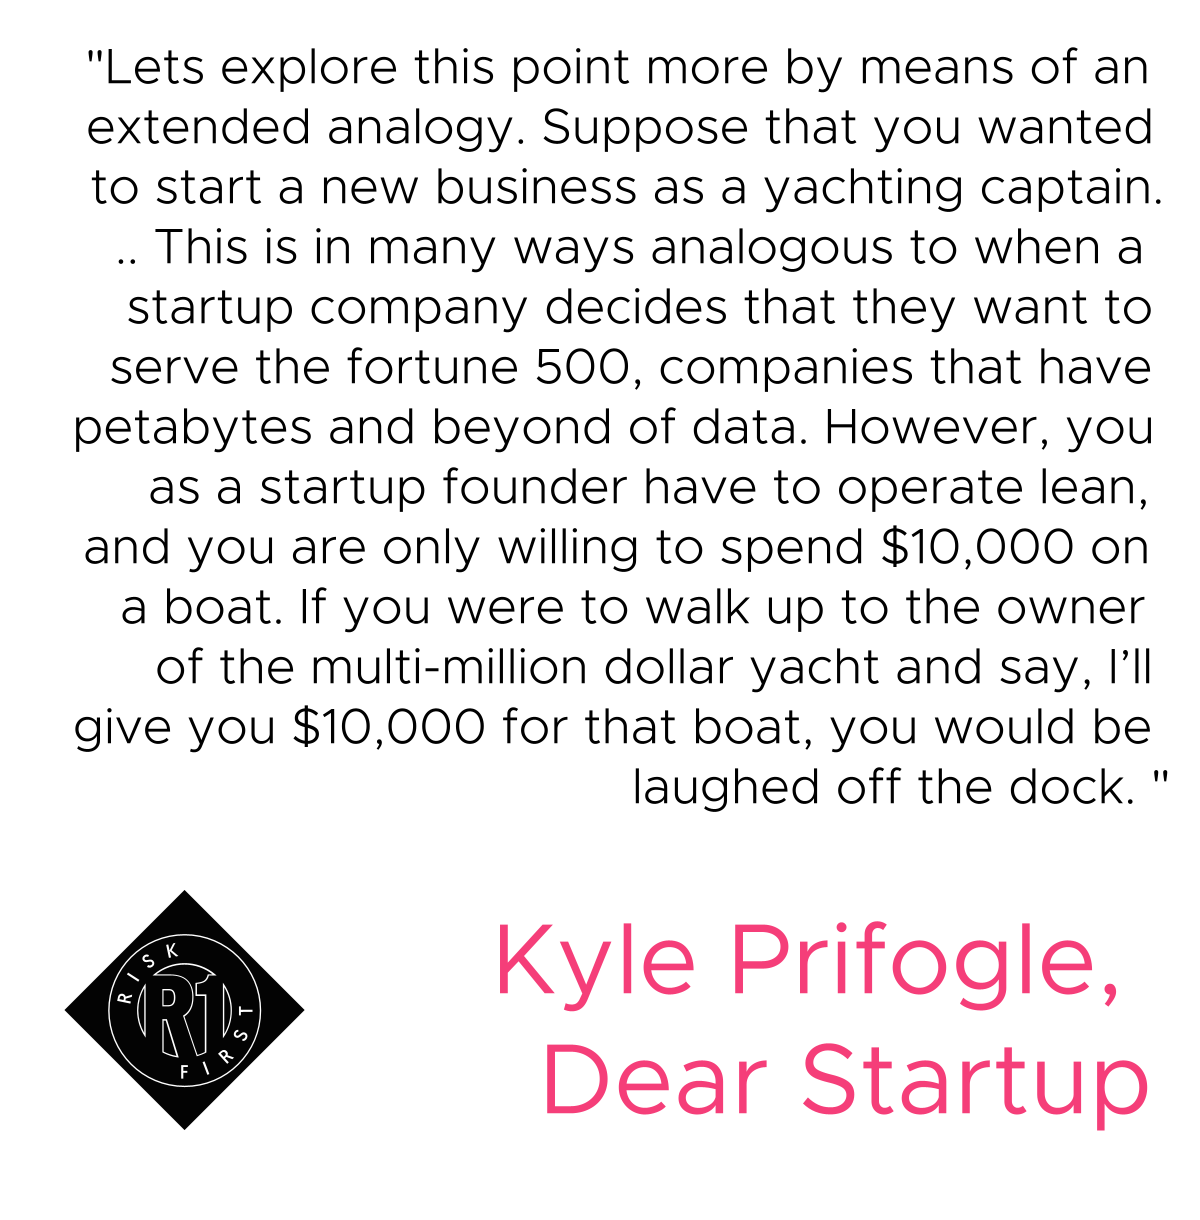 "Lets explore this point more by means of an
extended analogy. Suppose that you wanted
to start a new business as a yachting captain.
.. This is in many ways analogous to when a
startup company decides that they want to
serve the fortune 500, companies that have
petabytes and beyond of data. However, you
as a startup founder have to operate lean,
and you are only willing to spend $10,000 on
a boat. If you were to walk up to the owner
of the multi-million dollar yacht and say, I’ll
give you $10,000 for that boat, you would be
laughed off the dock. "
RISK
R1
FIRST
Kyle Prifogle,
Dear Startup